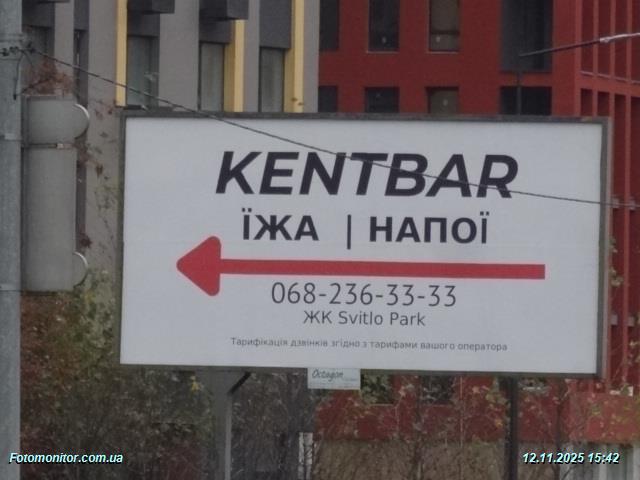 KENTBAR
ЇЖА | НАПОЇ
068-236-33-33
ЖК Svitlo Park
Тарифікація дзвінків згідно з тарифами вашого оператора
Octagon
Fotomonitor.com.ua
12.11.2025 15:42